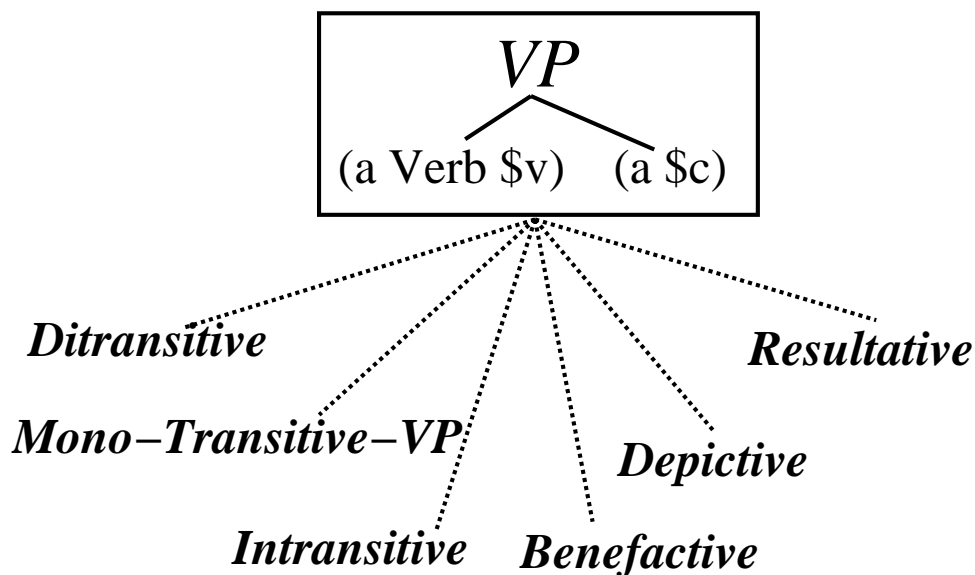 VP
(a Verb $v) (a $c)
Ditransitive
Resultative
Mono–Transitive–VP
Depictive
Intransitive
Benefactive